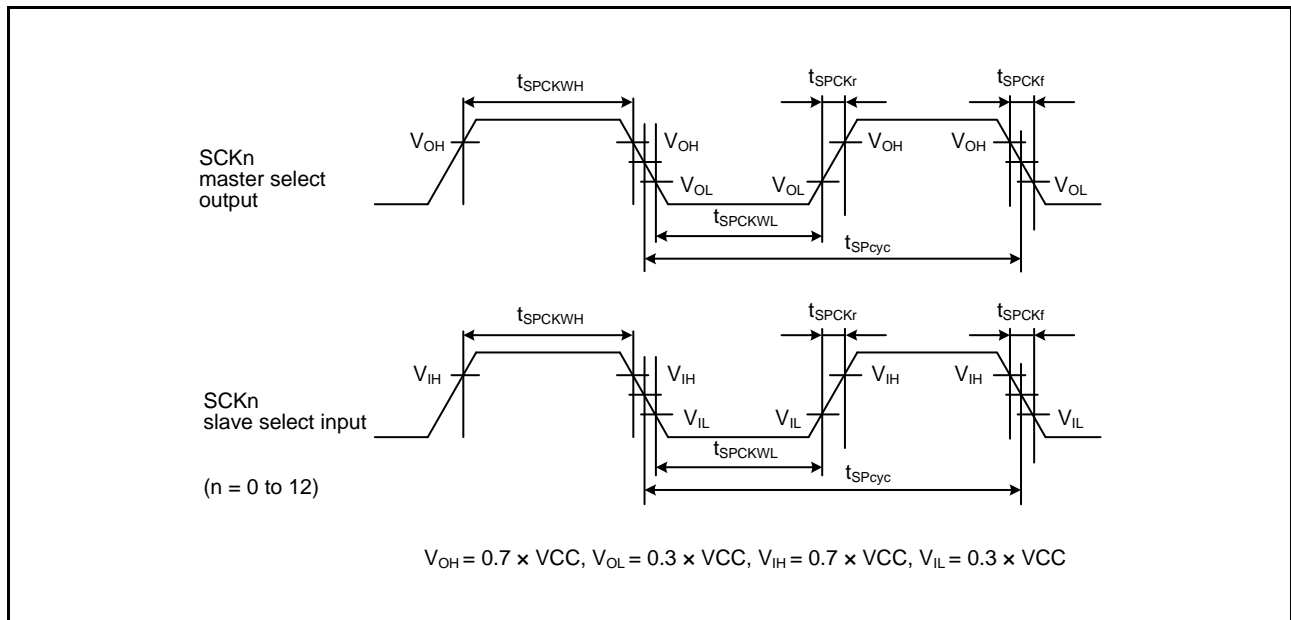 tSPCKWH
tSPCKr
tSPCKf
VOH
VOH
VOH
VOH
SCKn
master select
output
VOL
VOL
VOL
tSPCKWL
tSPcyc
tSPCKWH
tSPCKr
tSPCKf
VIH
VIH
VIH
VIH
SCKn
slave select input
VIL
VIL
VIL
tSPCKWL
tSPcyc
(n = 0 to 12)
VOH = 0.7 × VCC, VOL = 0.3 × VCC, VIH = 0.7 × VCC, VIL = 0.3 × VCC